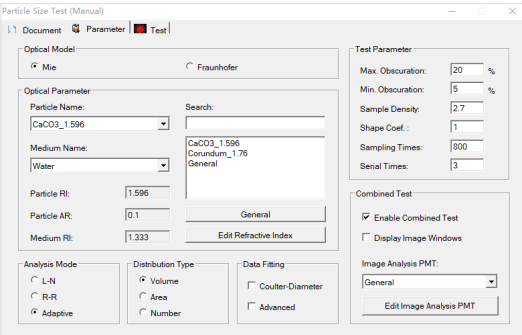 Particle Size Test (Manual)
Document Parameter Test
Optical Model
Mie Fraunhofer
Optical Parameter
Particle Name: Search:
CaCO3_1.596
Medium Name:
Water
CaCO3_1.596
Corundum_1.76
General
Particle RI: 1.596
Particle AR: 0.1 General
Medium RI: 1.333 Edit Refractive Index
Analysis Mode
L-N
R-R
Adaptive
Distribution Type
Volume
Area
Number
Data Fitting
Coulter-Diameter
Advanced
Test Parameter
Max. Obscuration: 20 %
Min. Obscuration: 5 %
Sample Density: 2.7
Shape Coef. : 1
Sampling Times: 800
Serial Times: 3
Combined Test
Enable Combined Test
Display Image Windows
Image Analysis PMT:
General
Edit Image Analysis PMT